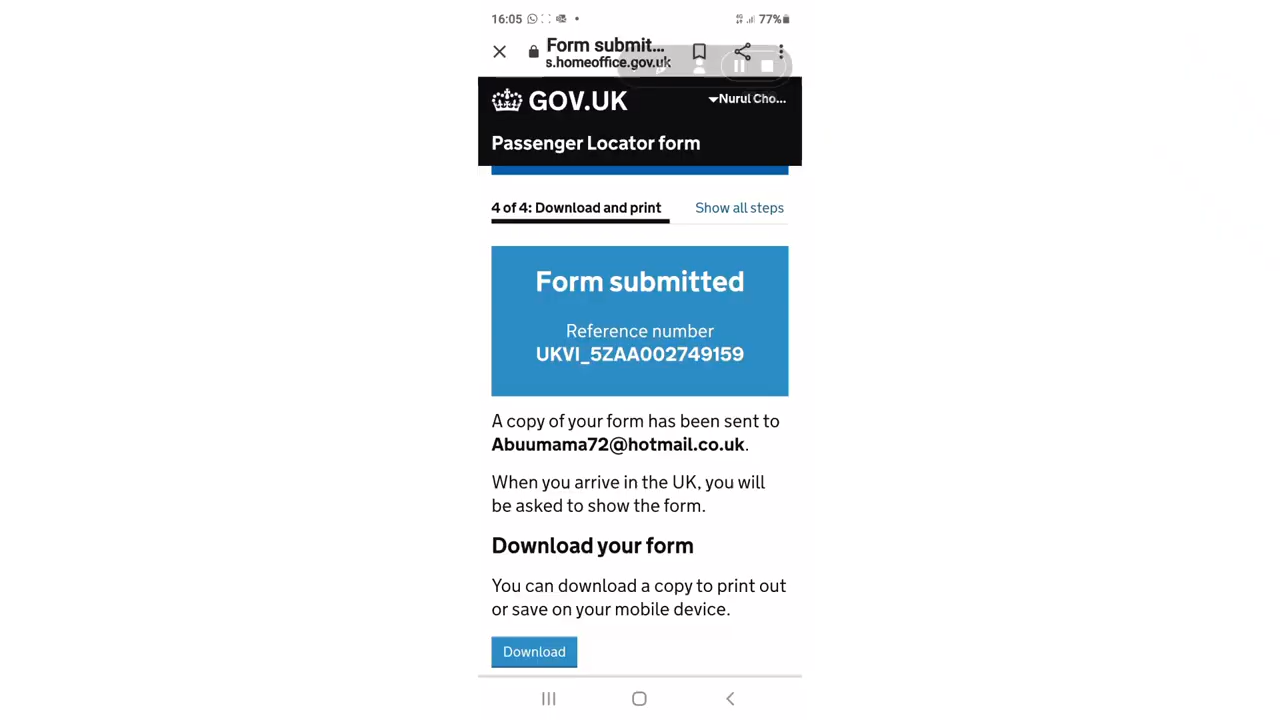 16:05
77%
Form submit...
s.homeoffice.gov.uk
GOV.UK
Nurul Cho...
Passenger Locator form
4 of 4: Download and print
Show all steps
Form submitted
Reference number
UKVI_5ZAA002749159
A copy of your form has been sent to
Abuumama72@hotmail.co.uk.
When you arrive in the UK, you will
be asked to show the form.
Download your form
You can download a copy to print out
or save on your mobile device.
Download